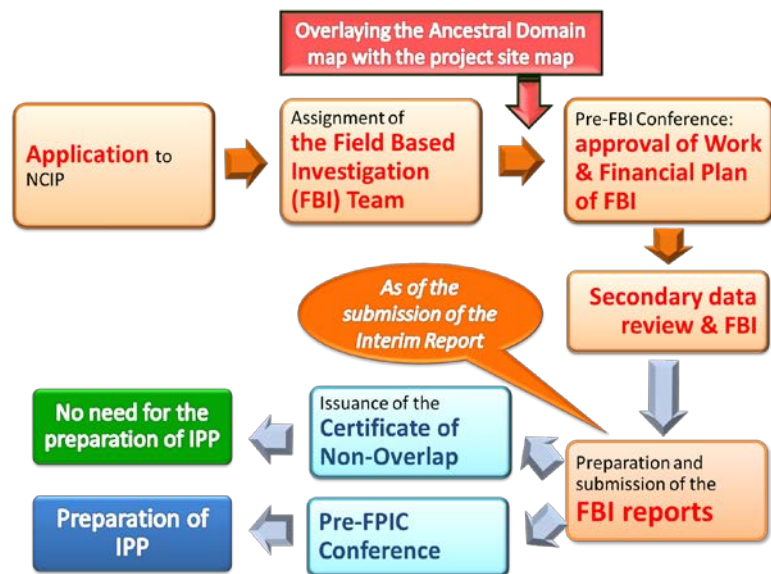 Overlaying the Ancestral Domain
map with the project site map
Application to
NCIP
Assignment of
the Field Based
Investigation
(FBI) Team
Pre-FBI Conference:
approval of Work
& Financial Plan
of FBI
Secondary data
review & FBI
As of the
submission of the
Interim Report
Preparation and
submission of the
FBI reports
Issuance of the
Certificate of
Non-Overlap
No need for the
preparation of IPP
Pre-FPIC
Conference
Preparation of
IPP